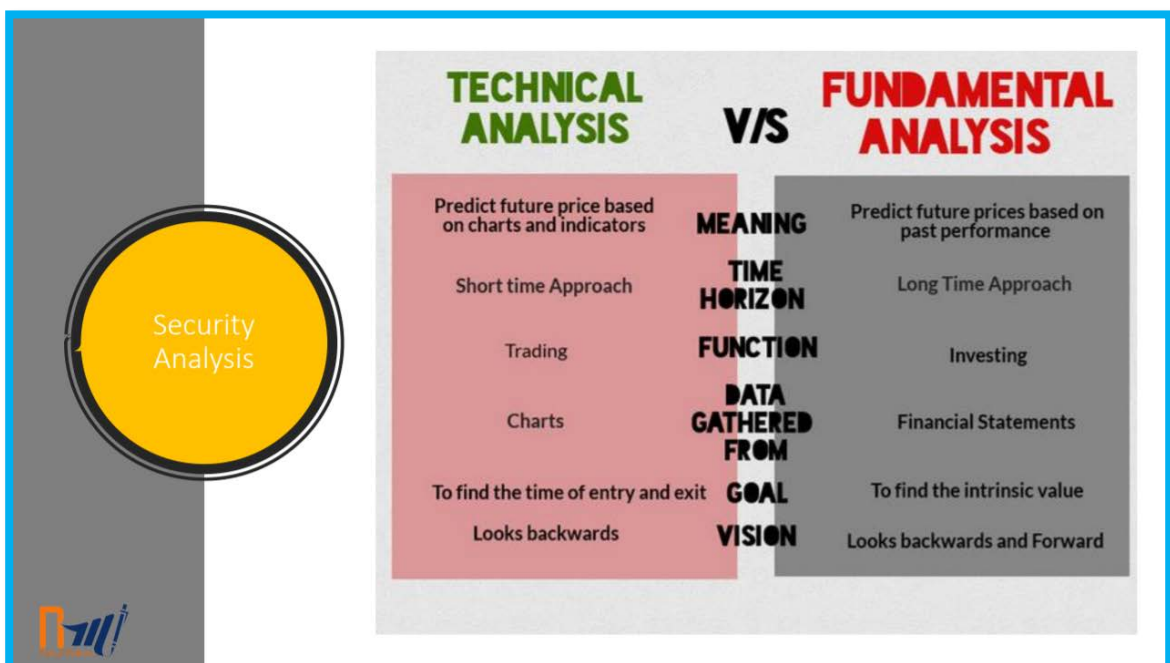 Security
Analysis
TECHNICAL
ANALYSIS
V/S
FUNDAMENTAL
ANALYSIS
Predict future price based
on charts and indicators
MEANING
Predict future prices based on
past performance
Short time Approach
TIME
HORIZON
Long Time Approach
Trading
FUNCTION
Investing
Charts
DATA
GATHERED
FROM
Financial Statements
To find the time of entry and exit
GOAL
To find the intrinsic value
Looks backwards
VISION
Looks backwards and Forward